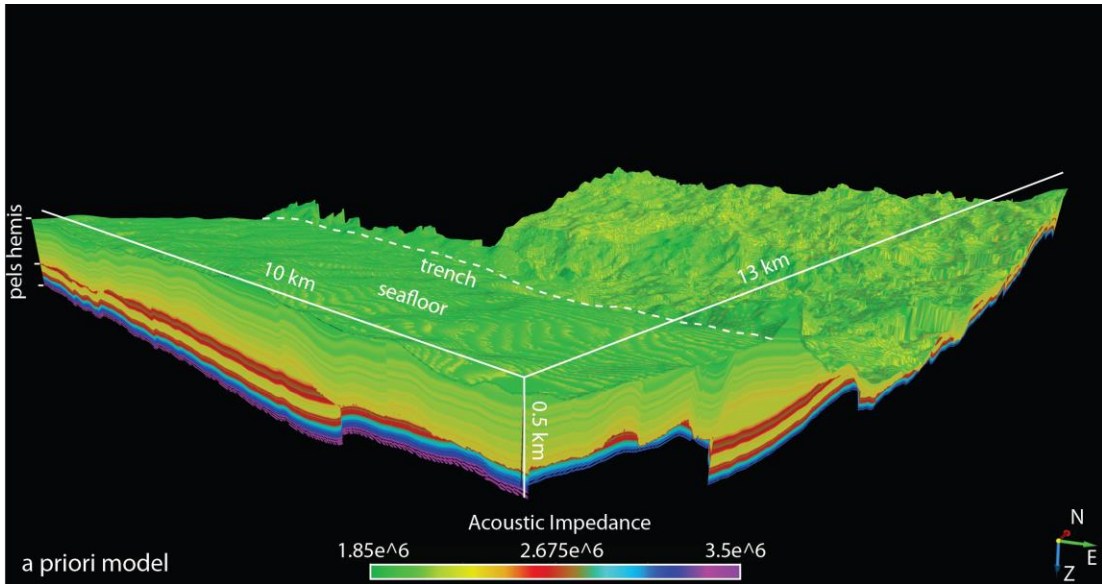 pels hemis
10 km
trench
seafloor
13 km
0.5 km
Acoustic Impedance
1.85e^6 2.675e^6 3.5e^6
a priori model
N
E
Z